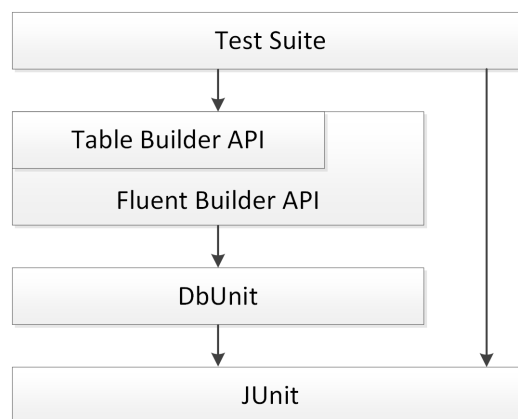 Test Suite
Table Builder API
Fluent Builder API
DbUnit
JUnit